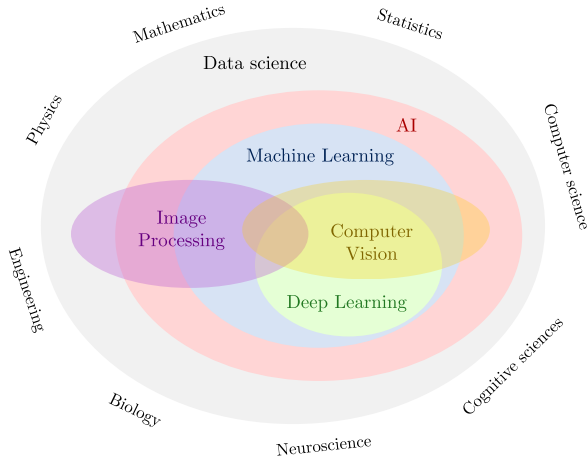 Mathematics
Statistics
Data science
Physics
AI
Computer science
Machine Learning
Image
Processing
Computer
Vision
Engineering
Deep Learning
Cognitive sciences
Biology
Neuroscience